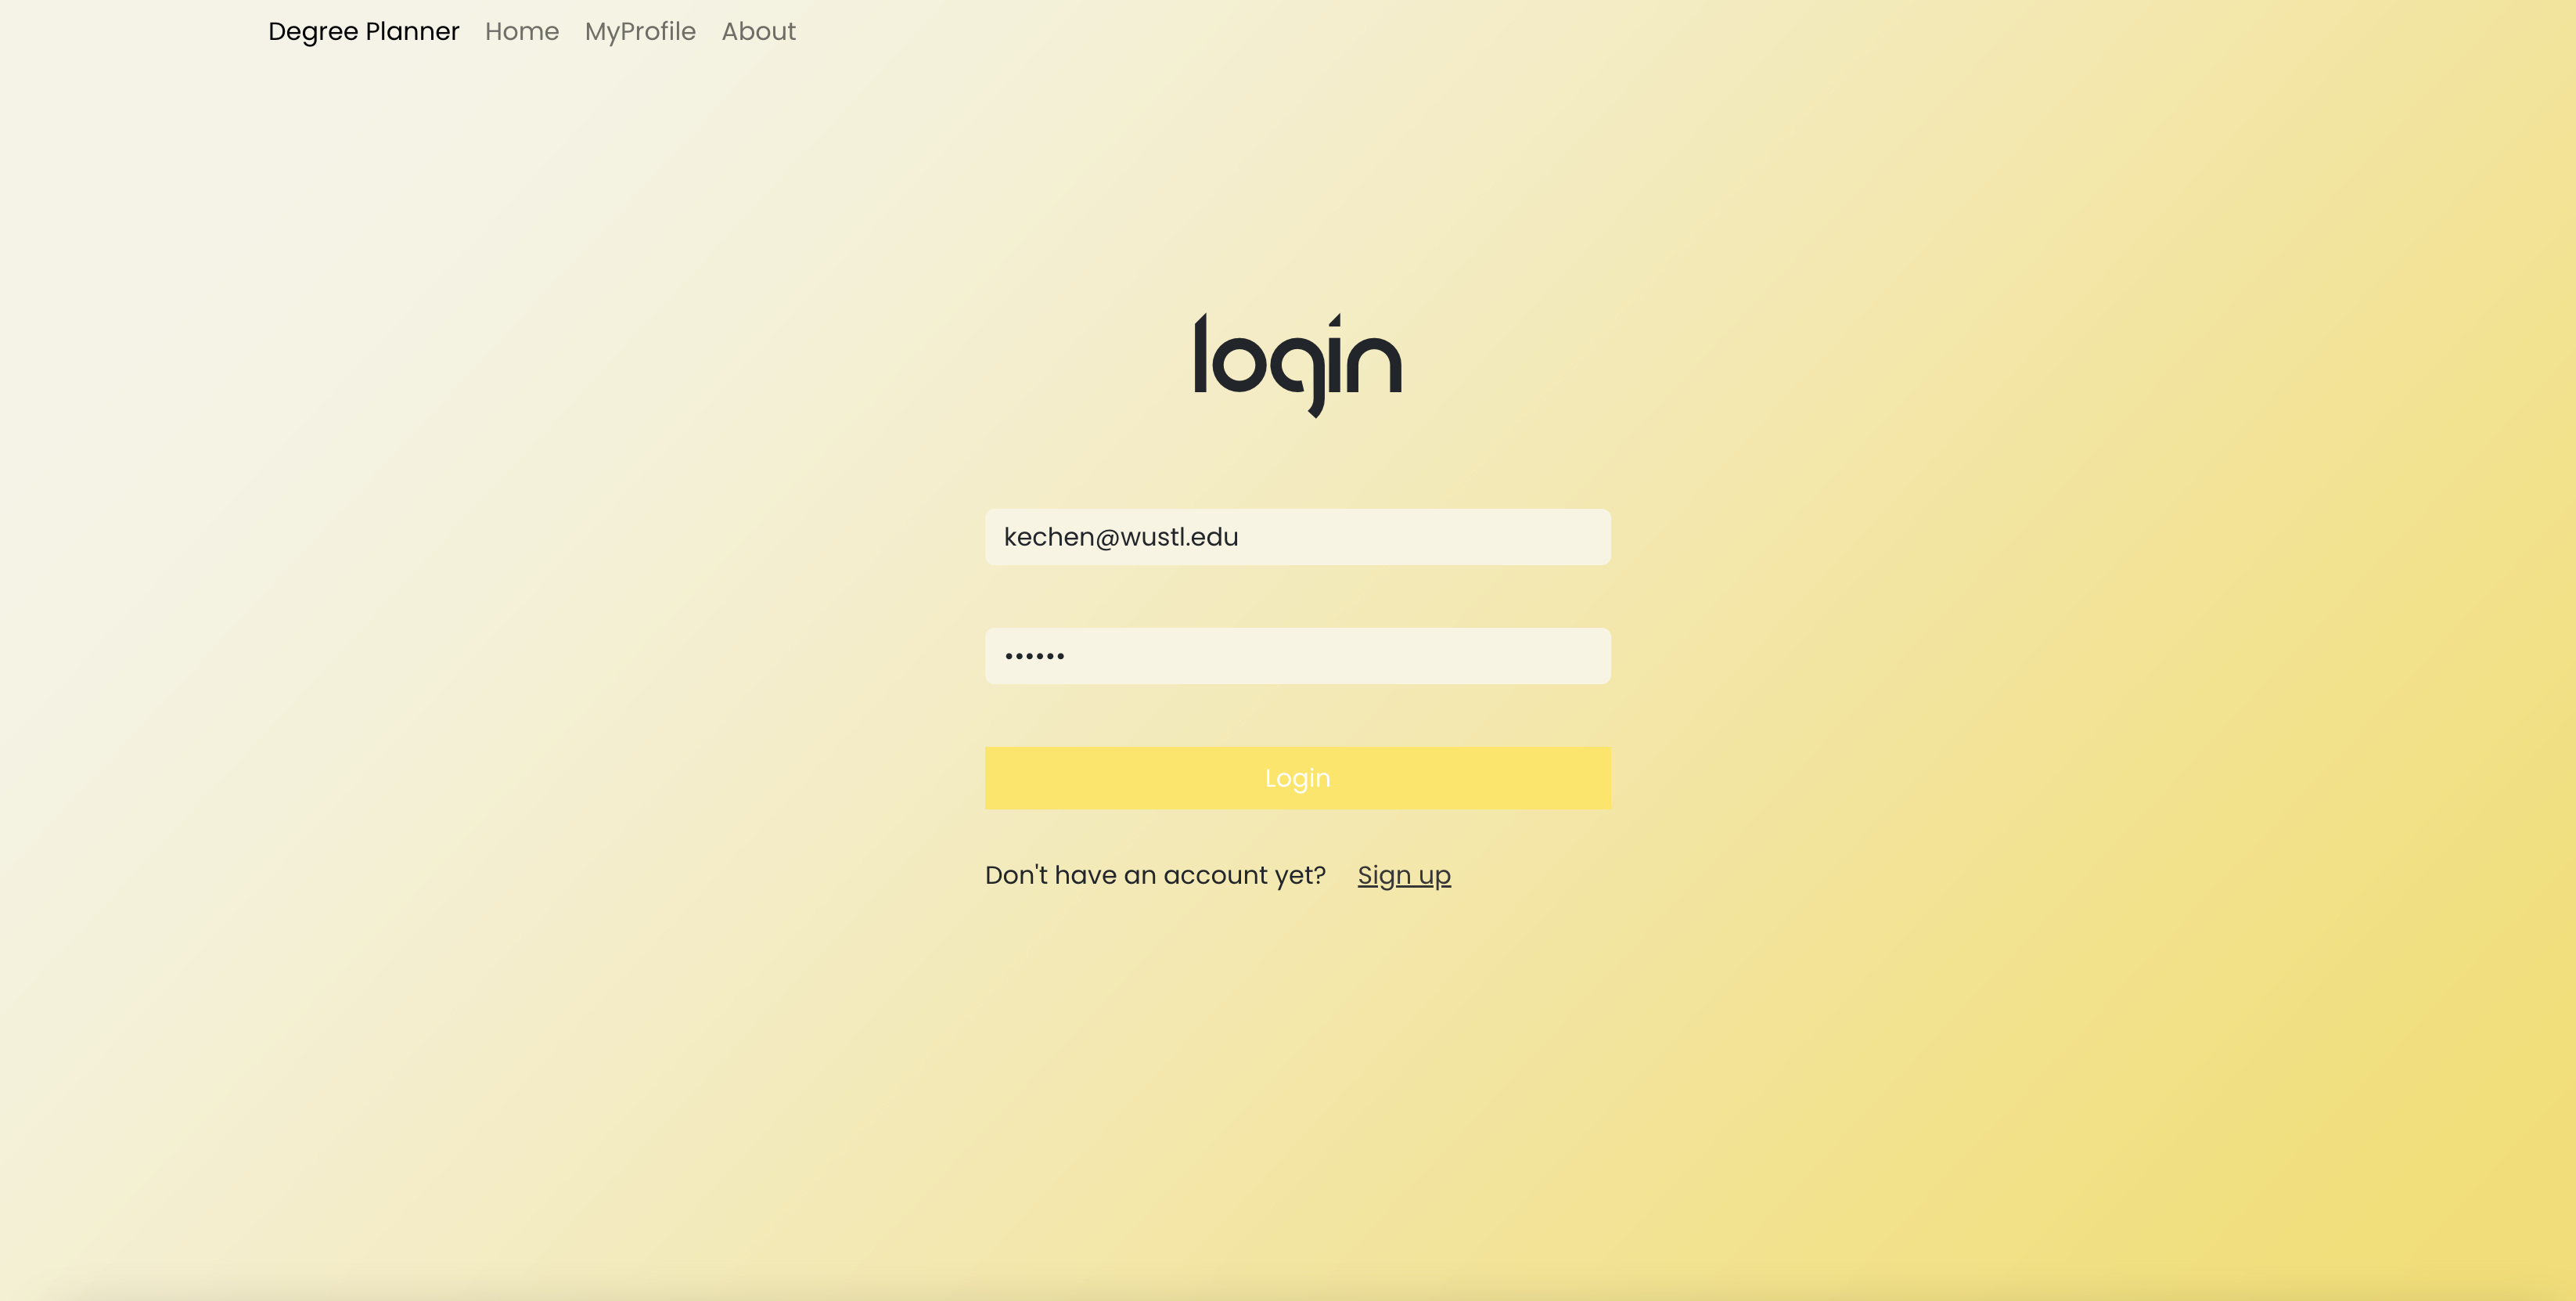 Degree Planner Home MyProfile About
login
kechen@wustl.edu
••••••
Login
Don't have an account yet? Sign up